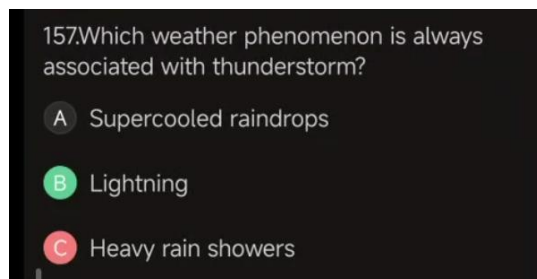 157.Which weather phenomenon is always
associated with thunderstorm?
A Supercooled raindrops
B Lightning
C Heavy rain showers